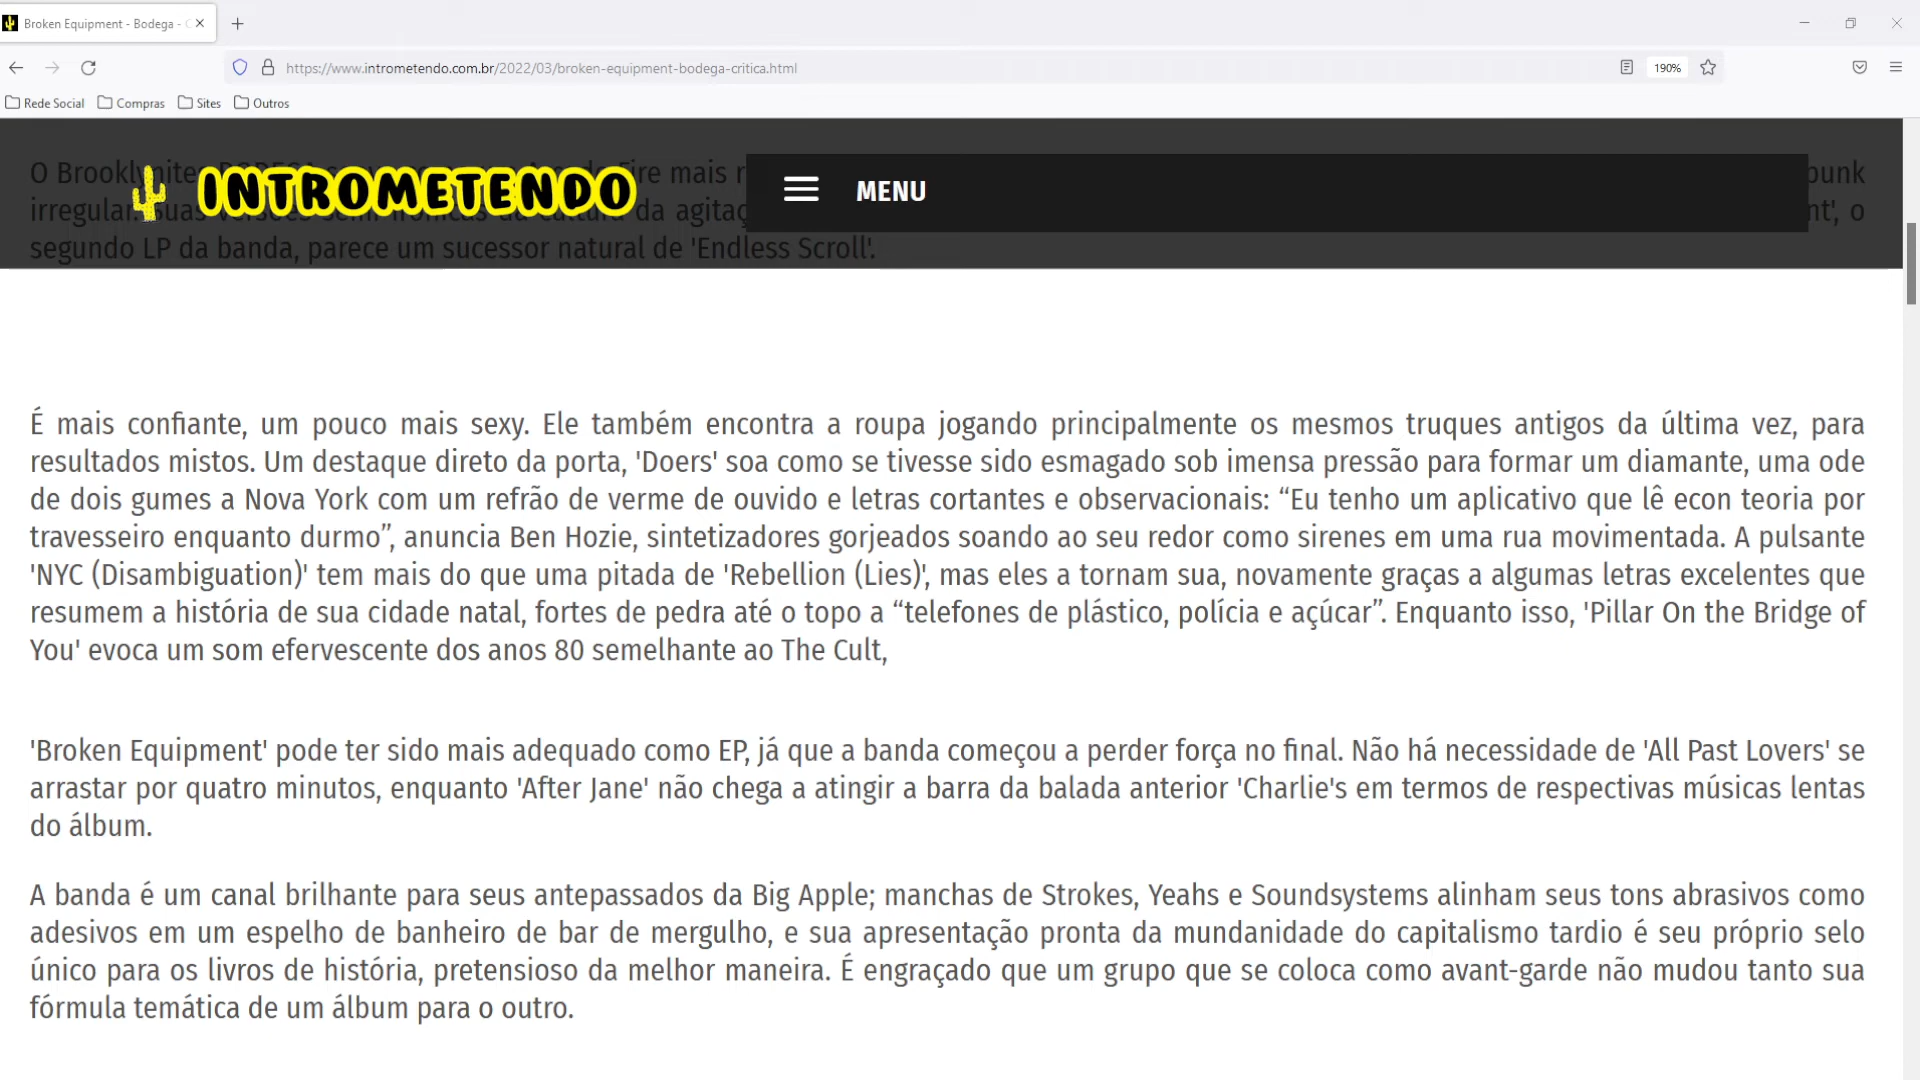 Broken Equipment - Bodega -
https://www.intrometendo.com.br/2022/03/broken-equipment-bodega-critica.html
190%
Rede Social Compras Sites Outros
O Brooklynites
INTROMETENDO
MENU
mais
punk
irregular.
da
o
segundo LP da banda, parece um sucessor natural de 'Endless Scroll'.
É mais confiante, um pouco mais sexy. Ele também encontra a roupa jogando principalmente os mesmos truques antigos da última vez, para
resultados mistos. Um destaque direto da porta, 'Doers' soa como se tivesse sido esmagado sob imensa pressão para formar um diamante, uma ode
de dois gumes a Nova York com um refrão de verme de ouvido e letras cortantes e observacionais: “Eu tenho um aplicativo que lê econ teoria por
travesseiro enquanto durmo”, anuncia Ben Hozie, sintetizadores gorjeados soando ao seu redor como sirenes em uma rua movimentada. A pulsante
'NYC (Disambiguation)' tem mais do que uma pitada de 'Rebellion (Lies)', mas eles a tornam sua, novamente graças a algumas letras excelentes que
resumem a história de sua cidade natal, fortes de pedra até o topo a “telefones de plástico, polícia e açúcar”. Enquanto isso, 'Pillar On the Bridge of
You' evoca um som efervescente dos anos 80 semelhante ao The Cult,
'Broken Equipment' pode ter sido mais adequado como EP, já que a banda começou a perder força no final. Não há necessidade de 'All Past Lovers' se
arrastar por quatro minutos, enquanto 'After Jane' não chega a atingir a barra da balada anterior 'Charlie's em termos de respectivas músicas lentas
do álbum.
A banda é um canal brilhante para seus antepassados da Big Apple; manchas de Strokes, Yeahs e Soundsystems alinham seus tons abrasivos como
adesivos em um espelho de banheiro de bar de mergulho, e sua apresentação pronta da mundanidade do capitalismo tardio é seu próprio selo
único para os livros de história, pretensioso da melhor maneira. É engraçado que um grupo que se coloca como avant-garde não mudou tanto sua
fórmula temática de um álbum para o outro.